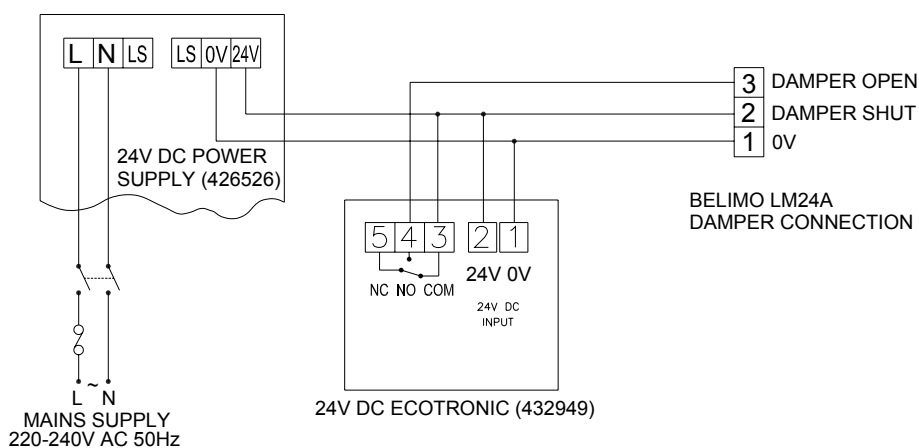 L N LS LS 0V 24V
24V DC POWER
SUPPLY (426526)
3 DAMPER OPEN
2 DAMPER SHUT
1 0V
BELIMO LM24A
DAMPER CONNECTION
5 4 3 2 1
24V 0V
NC NO COM
24V DC
INPUT
24V DC ECOTRONIC (432949)
L ~ N
MAINS SUPPLY
220-240V AC 50Hz